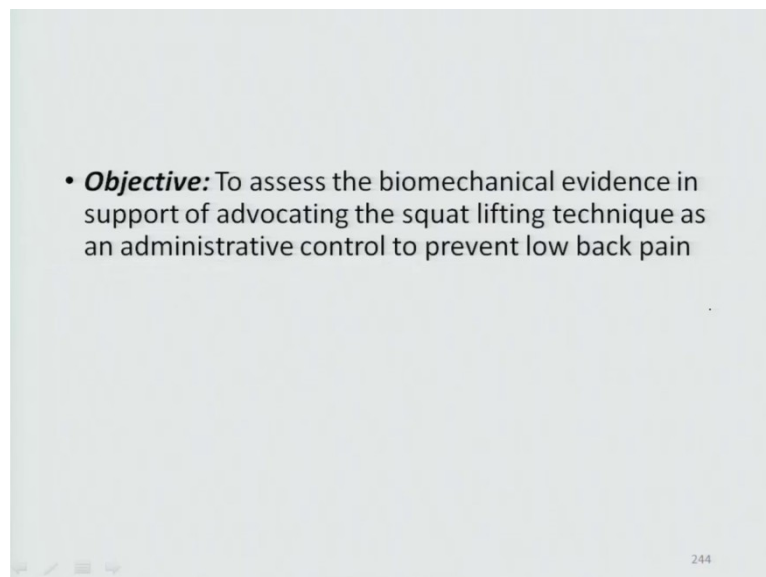 • Objective: To assess the biomechanical evidence in
support of advocating the squat lifting technique as
an administrative control to prevent low back pain
244